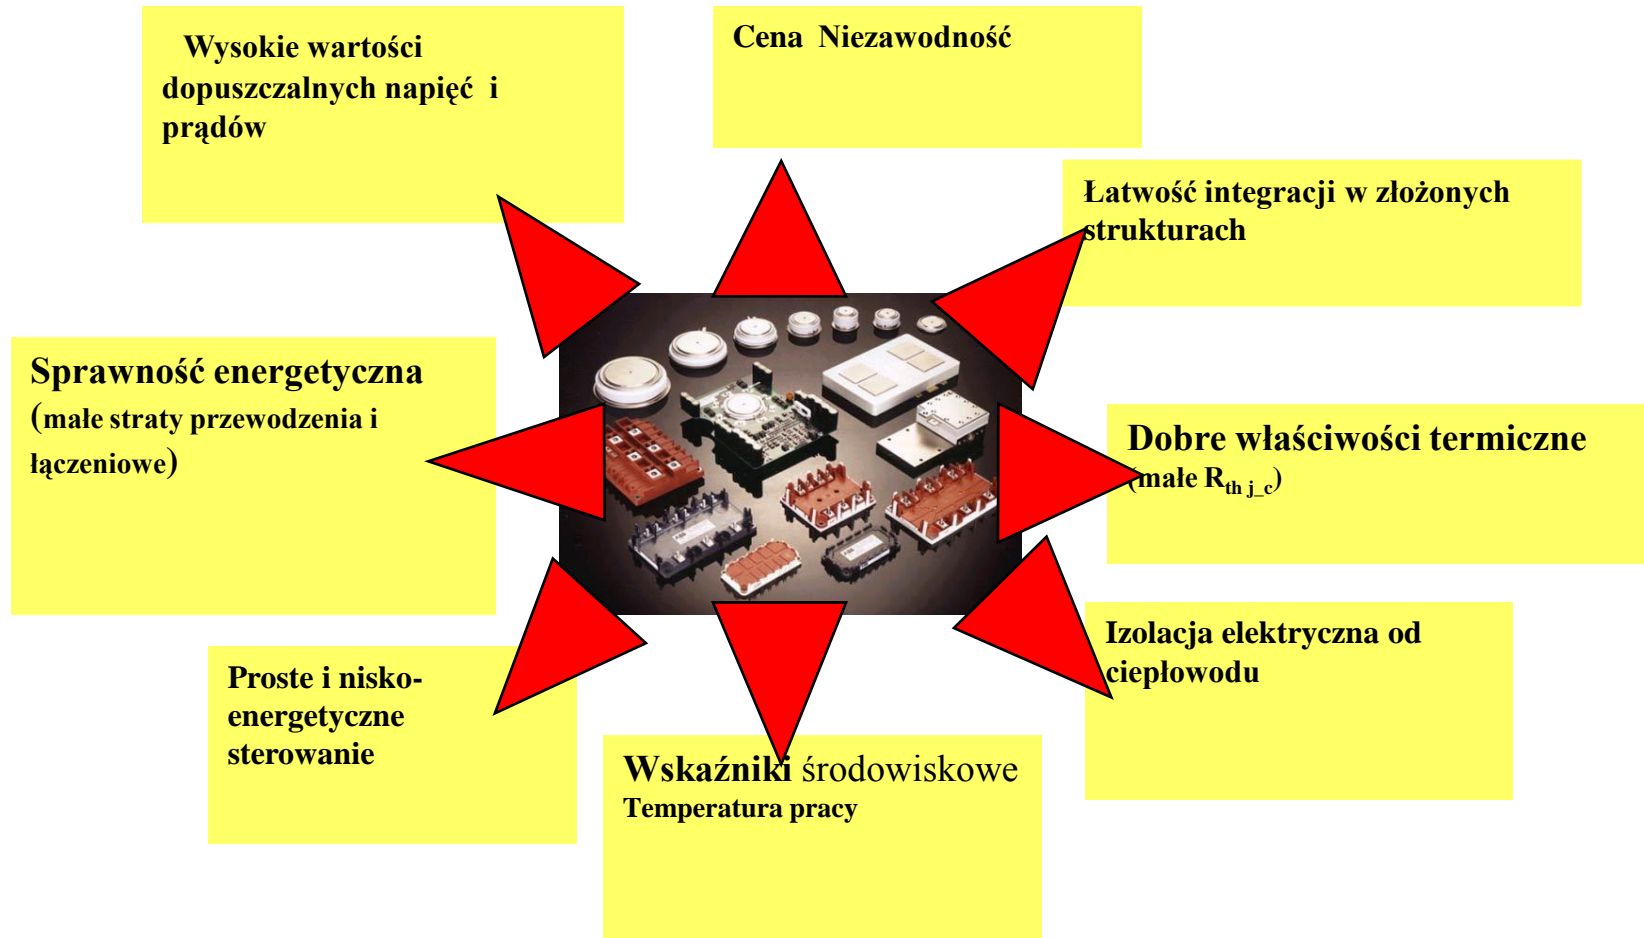 Wysokie wartości
dopuszczalnych napięć i
prądów
Cena Niezawodność
Łatwość integracji w złożonych
strukturach
Sprawność energetyczna
(małe straty przewodzenia i
łączeniowe)
Dobre właściwości termiczne
(małe R_th j_c)
Proste i nisko-
energetyczne
sterowanie
Izolacja elektryczna od
ciepłowodu
Wskaźniki środowiskowe
Temperatura pracy